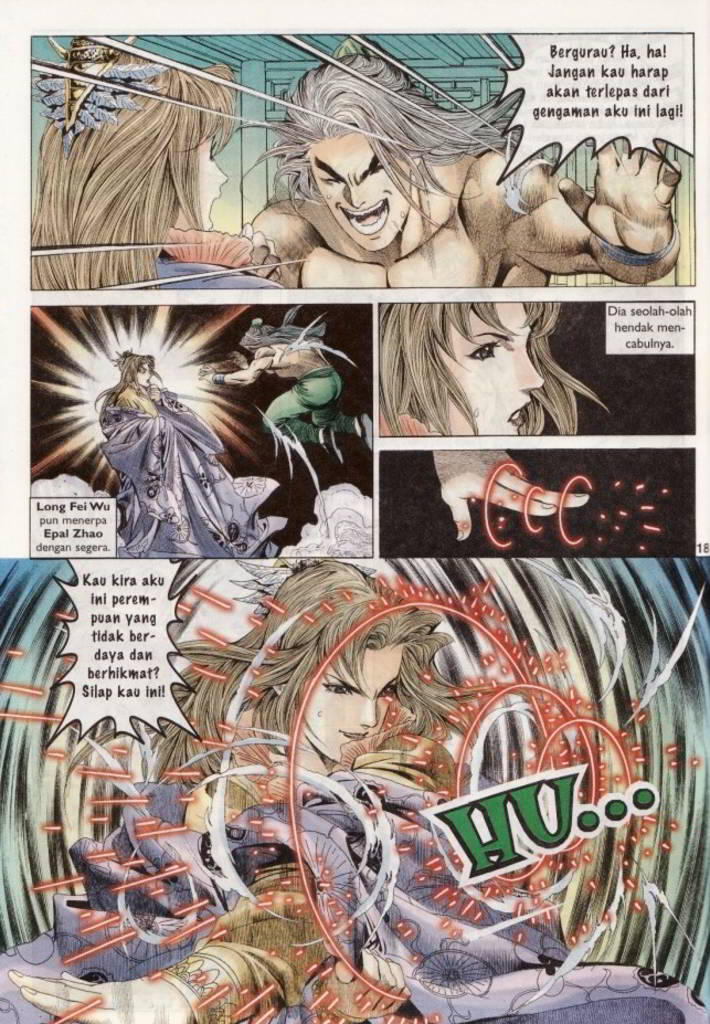 Bergurau? Ha, ha!
Jangan kau harap
akan terlepas dari
gengaman aku ini lagi!
Long Fei Wu
pun menerpa
Epal Zhao
dengan segera.
Dia seolah-olah
hendak men-
cabulnya.
18
Kau kira aku
ini perem-
puan yang
tidak ber-
daya dan
berhikmat?
Silap kau ini!
HU...